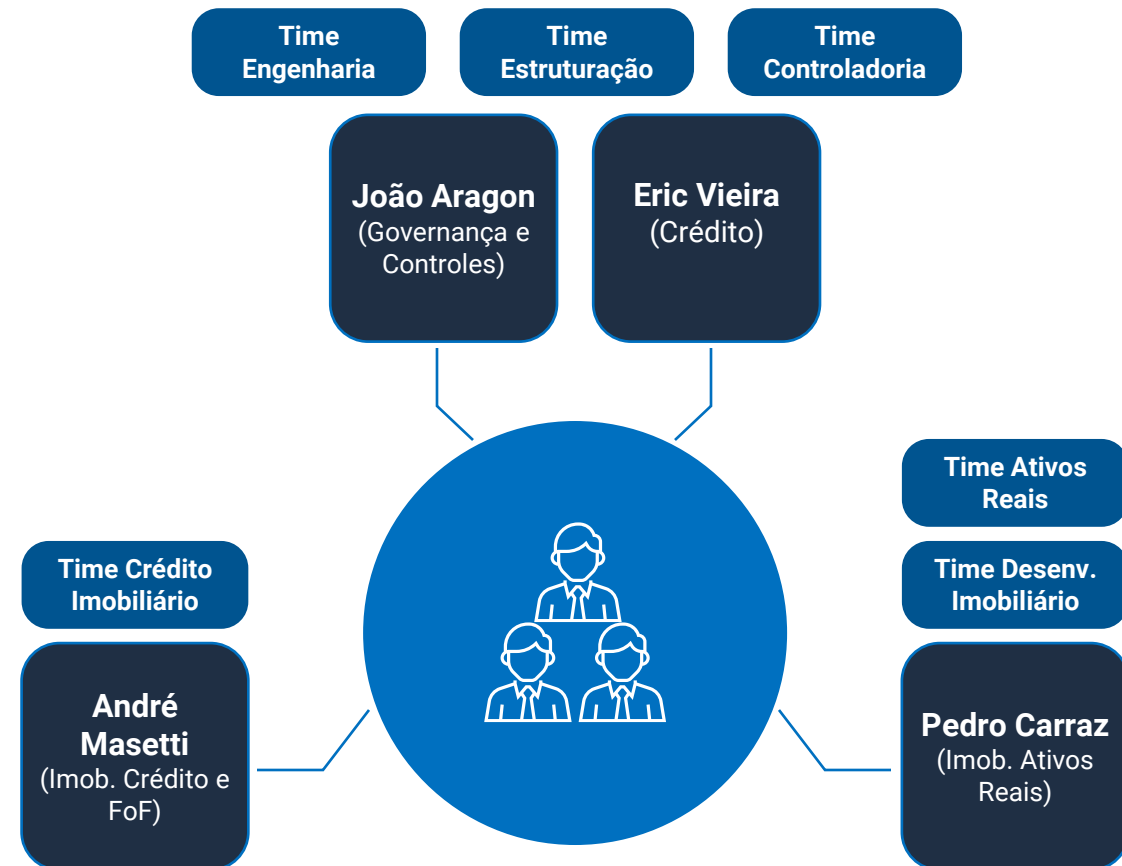 Time
Engenharia
Time
Estruturação
Time
Controladoria
João Aragon
(Governança e
Controles)
Eric Vieira
(Crédito)
Time Ativos
Reais
Time Crédito
Imobiliário
Time Desenv.
Imobiliário
André
Masetti
(Imob. Crédito e
FoF)
Pedro Carraz
(Imob. Ativos
Reais)